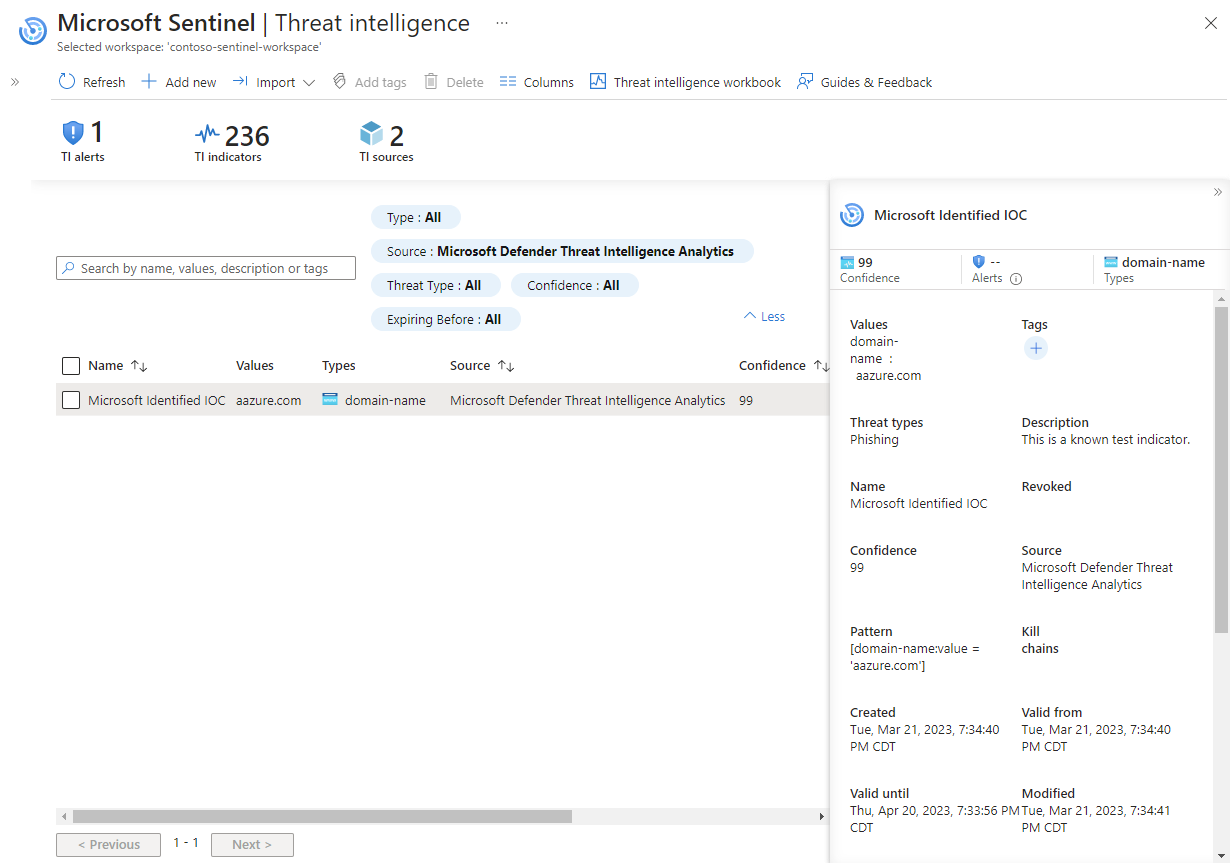 Microsoft Sentinel | Threat intelligence ...
Selected workspace: 'contoso-sentinel-workspace'
Refresh Add new Import Add tags Delete Columns Threat intelligence workbook Guides & Feedback
1 236 2
TI alerts TI indicators TI sources
Type : All
Source : Microsoft Defender Threat Intelligence Analytics
Search by name, values, description or tags
Threat Type : All Confidence : All
Expiring Before : All
Less
Name Values Types Source Confidence
Microsoft Identified IOC aazure.com domain-name Microsoft Defender Threat Intelligence Analytics 99
< Previous 1 - 1 Next >
Microsoft Identified IOC
99 -- domain-name
Confidence Alerts Types
Values Tags
domain-
name :
aazure.com
Threat types Description
Phishing This is a known test indicator.
Name Revoked
Microsoft Identified IOC
Confidence Source
99 Microsoft Defender Threat
Intelligence Analytics
Pattern Kill
[domain-name:value = chains
'aazure.com']
Created Valid from
Tue, Mar 21, 2023, 7:34:40 Tue, Mar 21, 2023, 7:34:40
PM CDT PM CDT
Valid until Modified
Thu, Apr 20, 2023, 7:33:56 PM Tue, Mar 21, 2023, 7:34:41
CDT PM CDT